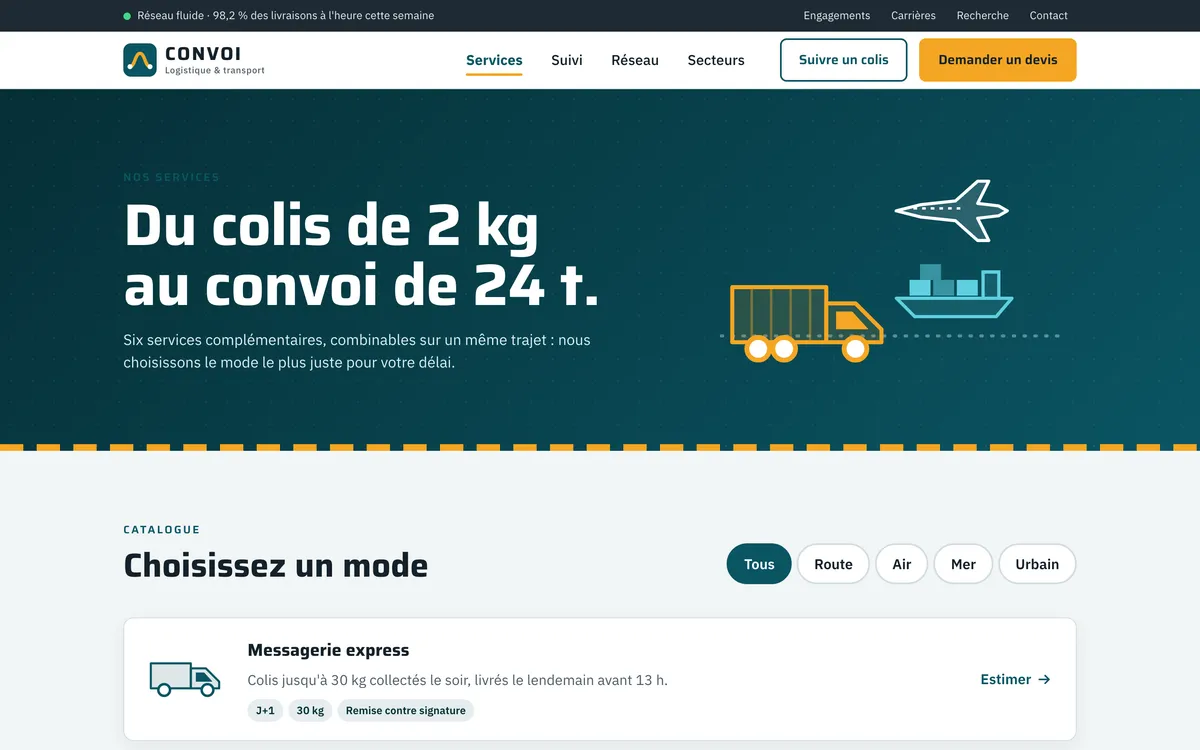 Réseau fluide · 98,2 % des livraisons à l'heure cette semaine
Engagements
Carrières
Recherche
Contact
CONVOI
Logistique & transport
Services
Suivi
Réseau
Secteurs
Suivre un colis
Demander un devis
NOS SERVICES
Du colis de 2 kg
au convoi de 24 t.
Six services complémentaires, combinables sur un même trajet : nous
choisissons le mode le plus juste pour votre délai.
CATALOGUE
Choisissez un mode
Tous
Route
Air
Mer
Urbain
Messagerie express
Colis jusqu'à 30 kg collectés le soir, livrés le lendemain avant 13 h.
J+1
30 kg
Remise contre signature
Estimer →